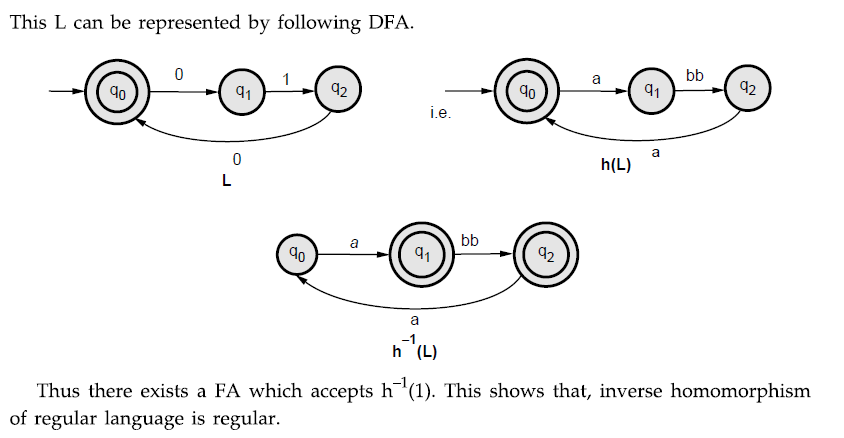 This L can be represented by following DFA.
q0 0 q1 1 q2
0
L
i.e.
q0 a q1 bb q2
a
h(L)
q0 a q1 bb q2
a
h⁻¹(L)
Thus there exists a FA which accepts h⁻¹(1). This shows that, inverse homomorphism
of regular language is regular.